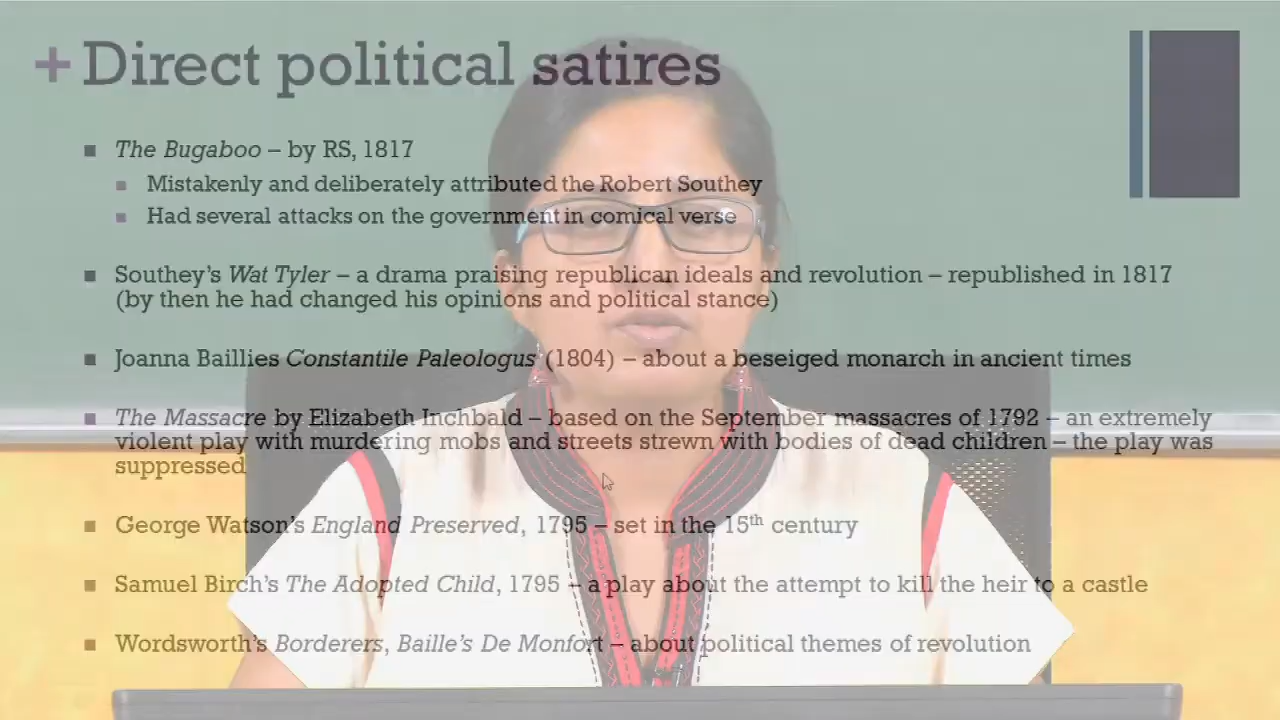 + Direct political satires
■ The Bugaboo – by RS, 1817
■ Mistakenly and deliberately attributed the Robert Southey
■ Had several attacks on the government in comical verse
■ Southey's Wat Tyler – a drama praising republican ideals and revolution – republished in 1817
(by then he had changed his opinions and political stance)
■ Joanna Baillies Constantile Paleologus (1804) – about a beseiged monarch in ancient times
■ The Massacre by Elizabeth Inchbald – based on the September massacres of 1792 – an extremely
violent play with murdering mobs and streets strewn with bodies of dead children – the play was
suppressed
■ George Watson's England Preserved, 1795 – set in the 15th century
■ Samuel Birch's The Adopted Child, 1795 – a play about the attempt to kill the heir to a castle
■ Wordsworth's Borderers, Baille's De Monfort – about political themes of revolution